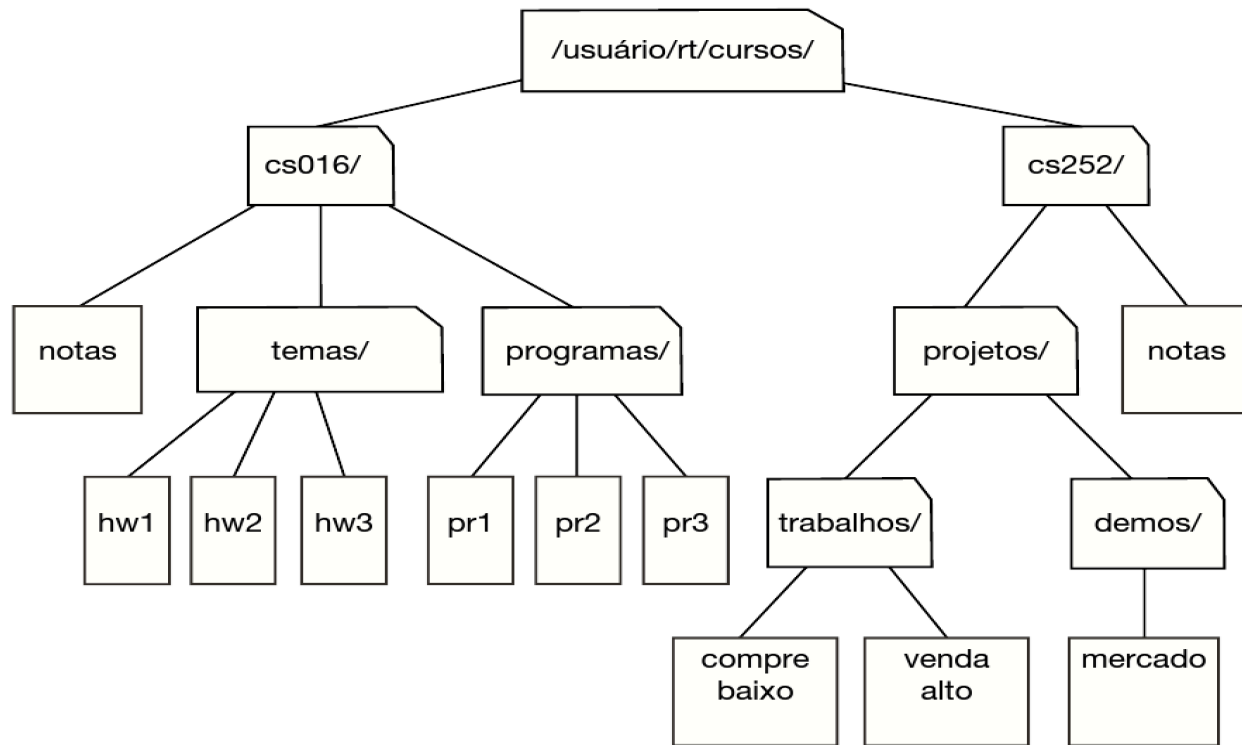 /usuário/rt/cursos/
cs016/
cs252/
notas
temas/
programas/
projetos/
notas
hw1
hw2
hw3
pr1
pr2
pr3
trabalhos/
demos/
compre
baixo
venda
alto
mercado